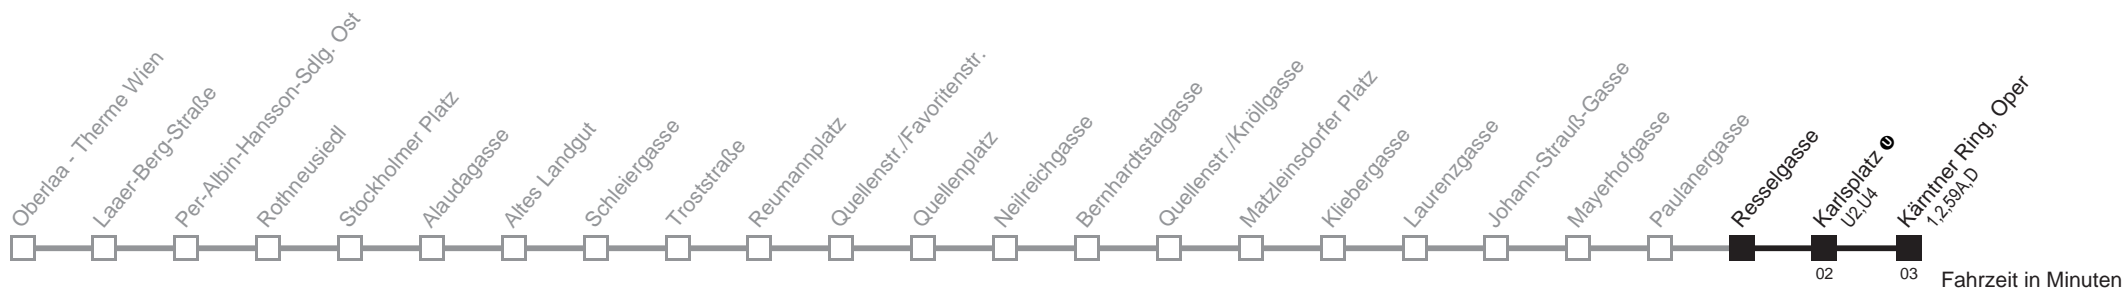 Oberlaa - Therme Wien
Laaer-Berg-Straße
Per-Albin-Hansson-Sdlg. Ost
Rothneusiedl
Stockholmer Platz
Alaudagasse
Altes Landgut
Schleiergasse
Troststraße
Reumannplatz
Quellenstr./Favoritenstr.
Quellenplatz
Neilreichgasse
Bernhardtstalgasse
Quellenstr./Knöllgasse
Matzleinsdorfer Platz
Kliebergasse
Laurenzgasse
Johann-Strauß-Gasse
Mayerhofgasse
Paulanergasse
Resselgasse
Karlsplatz U
U2,U4
Kärntner Ring, Oper
1,2,59A,D
02
03
Fahrzeit in Minuten